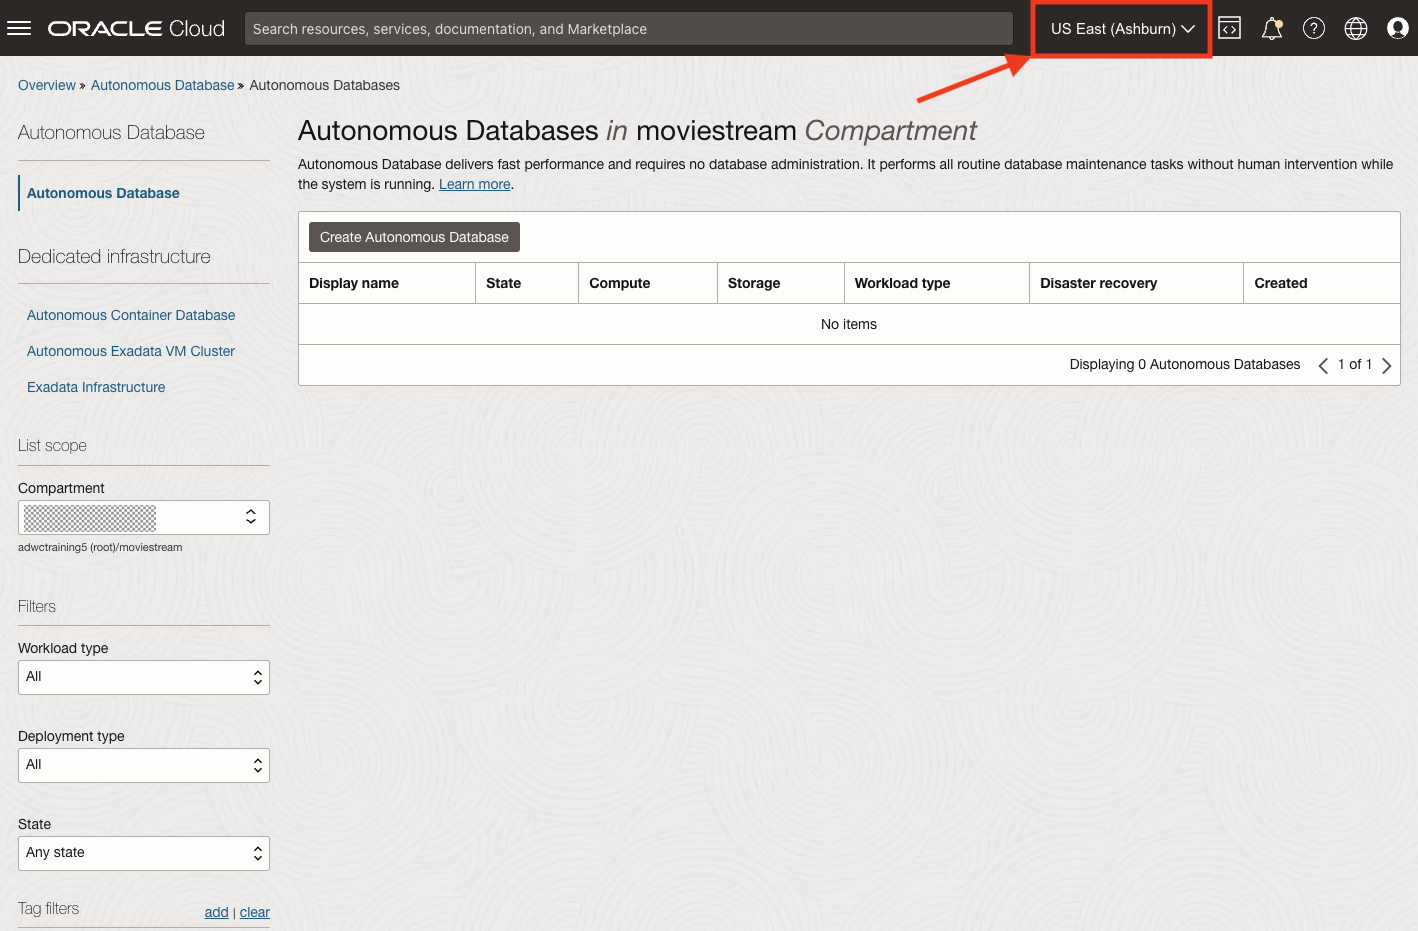 ORACLE Cloud
Search resources, services, documentation, and Marketplace
US East (Ashburn)
Overview » Autonomous Database » Autonomous Databases
Autonomous Database
Autonomous Database
Dedicated infrastructure
Autonomous Container Database
Autonomous Exadata VM Cluster
Exadata Infrastructure
List scope
Compartment
adwctraining5 (root)/moviestream
Filters
Workload type
All
Deployment type
All
State
Any state
Tag filters add | clear
Autonomous Databases in moviestream Compartment
Autonomous Database delivers fast performance and requires no database administration. It performs all routine database maintenance tasks without human intervention while
the system is running. Learn more.
Create Autonomous Database
Display name State Compute Storage Workload type Disaster recovery Created
No items
Displaying 0 Autonomous Databases 1 of 1